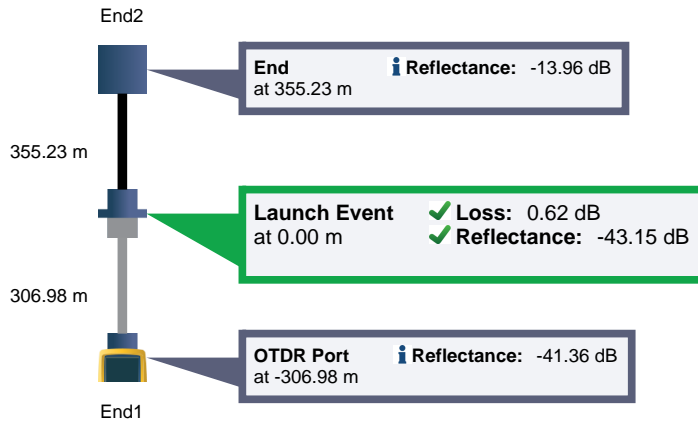 End2
End Reflectance: -13.96 dB
at 355.23 m
355.23 m
Launch Event Loss: 0.62 dB
at 0.00 m Reflectance: -43.15 dB
306.98 m
OTDR Port Reflectance: -41.36 dB
at -306.98 m
End1